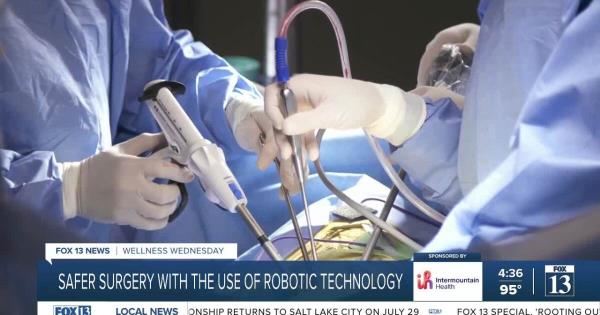 FOX 13 NEWS | WELLNESS WEDNESDAY
SAFER SURGERY WITH THE USE OF ROBOTIC TECHNOLOGY
SPONSORED BY
Intermountain
Health
4:36
95°
FOX
13
FOX 13
LOCAL NEWS
ONSHIP RETURNS TO SALT LAKE CITY ON JULY 29
FOX 13 SPECIAL, 'ROOTING OU